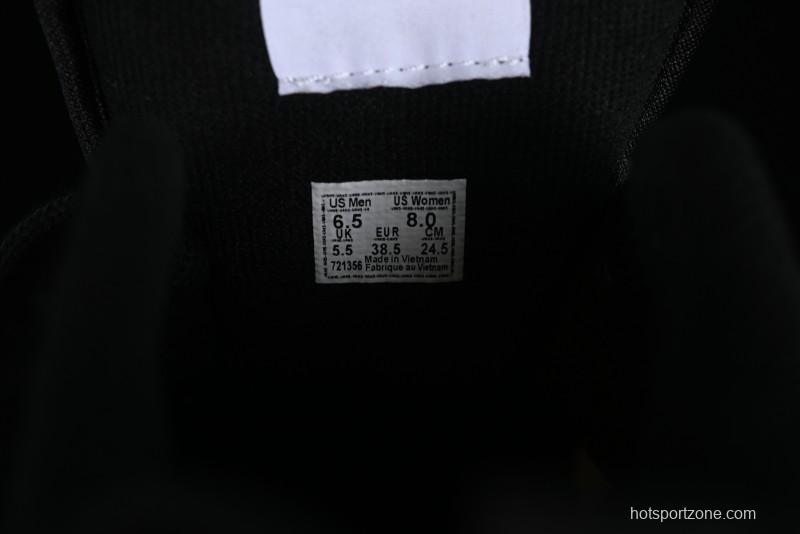 US Men US Women
6.5 8.0
UK EUR CM
5.5 38.5 24.5
Made in Vietnam
721356 Fabrique au Vietnam
hotsportzone.com